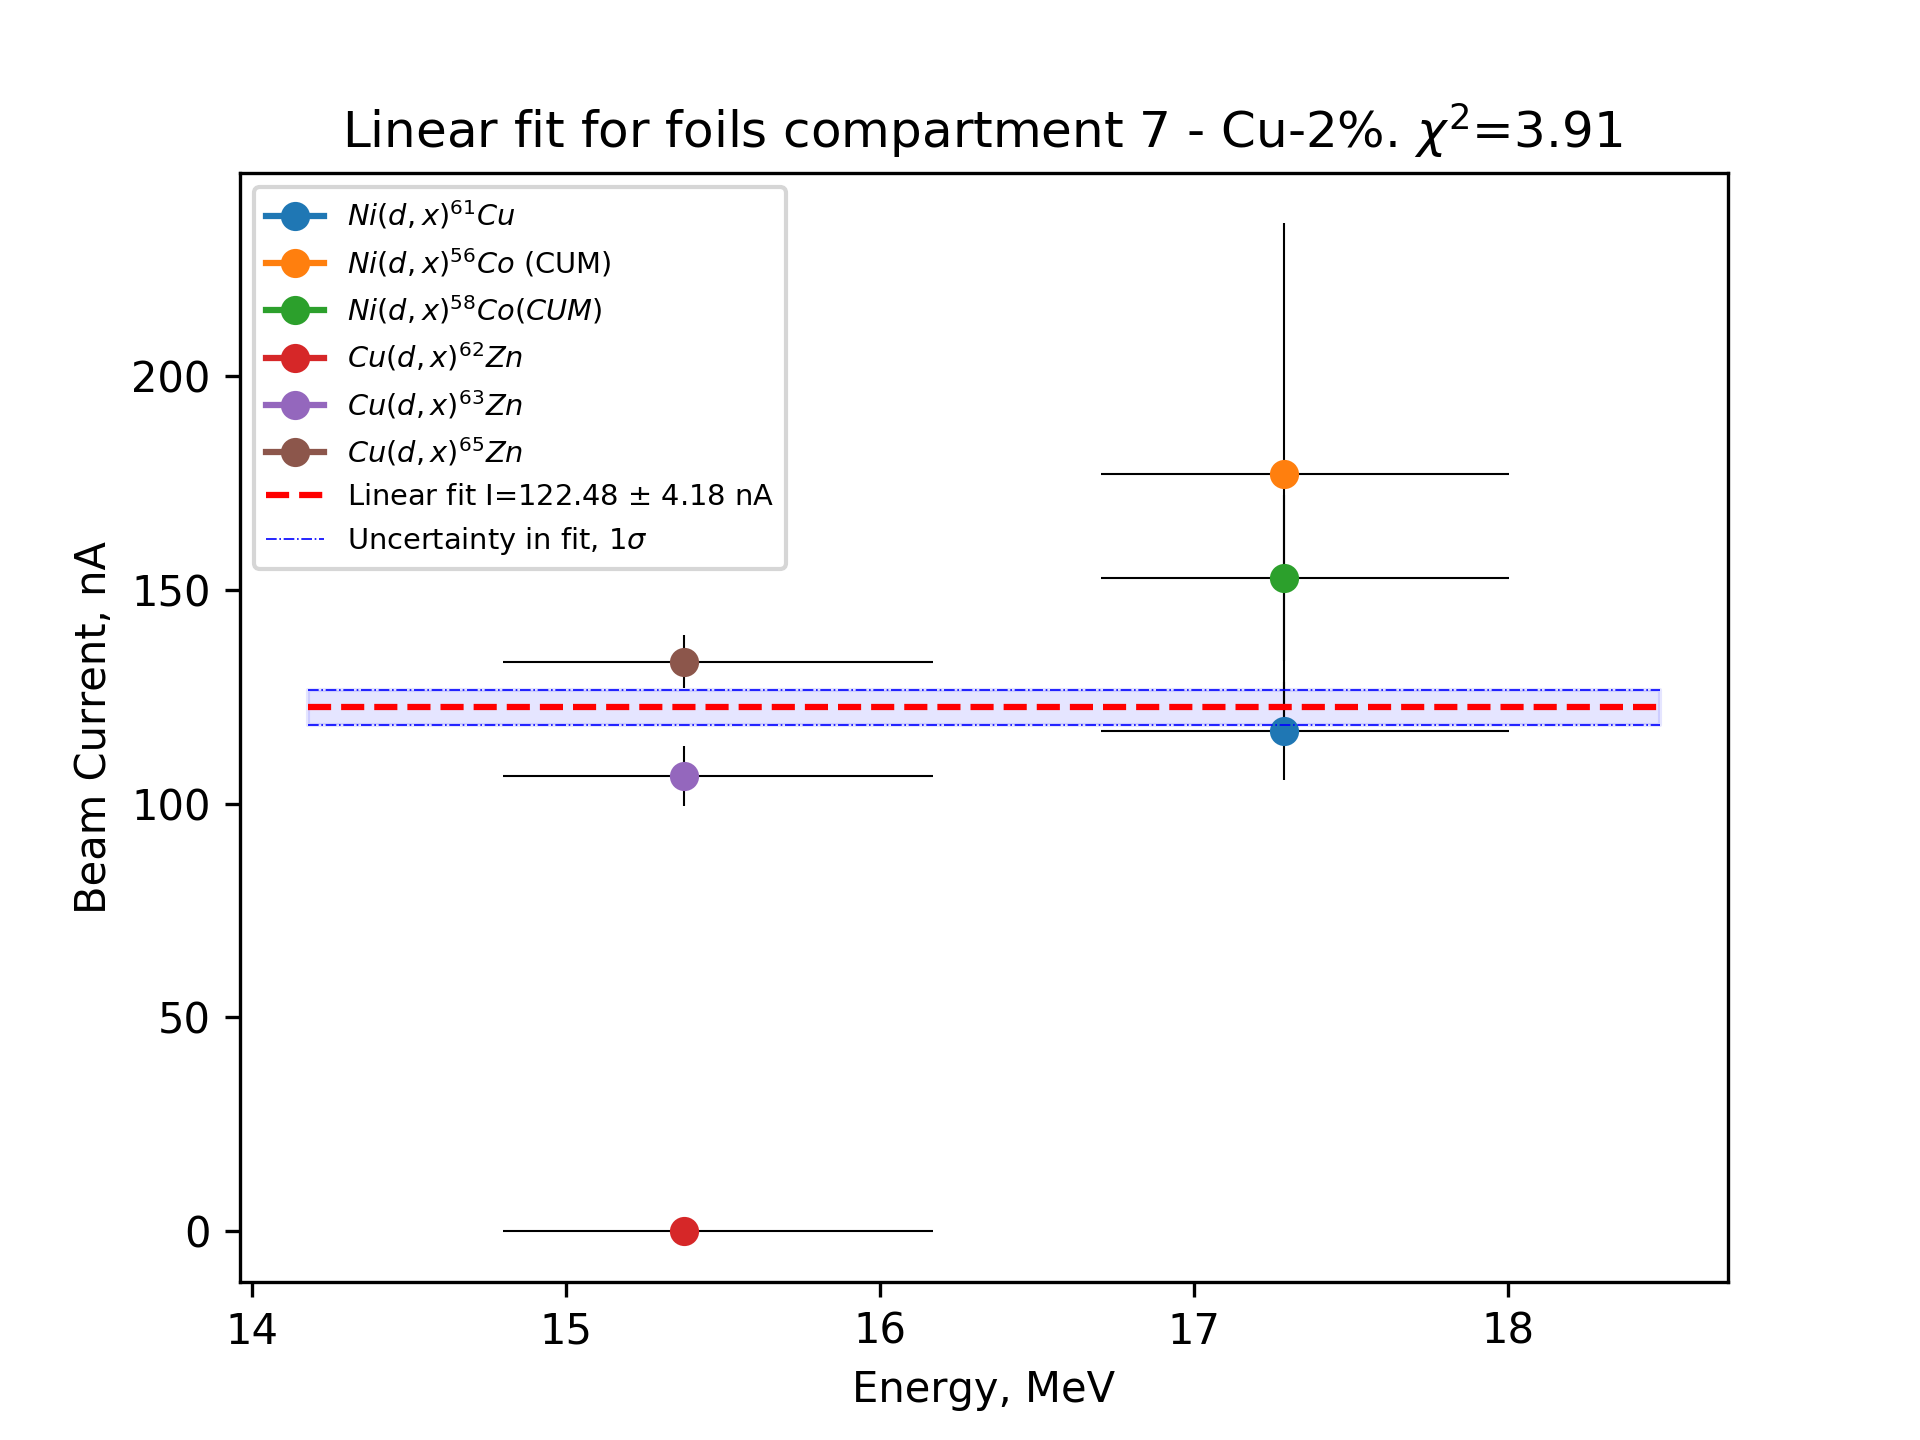 Linear fit for foils compartment 7 - Cu-2%. χ²=3.91
Ni(d, x)⁶¹Cu
Ni(d, x)⁵⁶Co (CUM)
Ni(d, x)⁵⁸Co(CUM)
Cu(d, x)⁶²Zn
Cu(d, x)⁶³Zn
Cu(d, x)⁶⁵Zn
Linear fit I=122.48 ± 4.18 nA
Uncertainty in fit, 1σ
200
150
100
50
0
Beam Current, nA
14 15 16 17 18
Energy, MeV